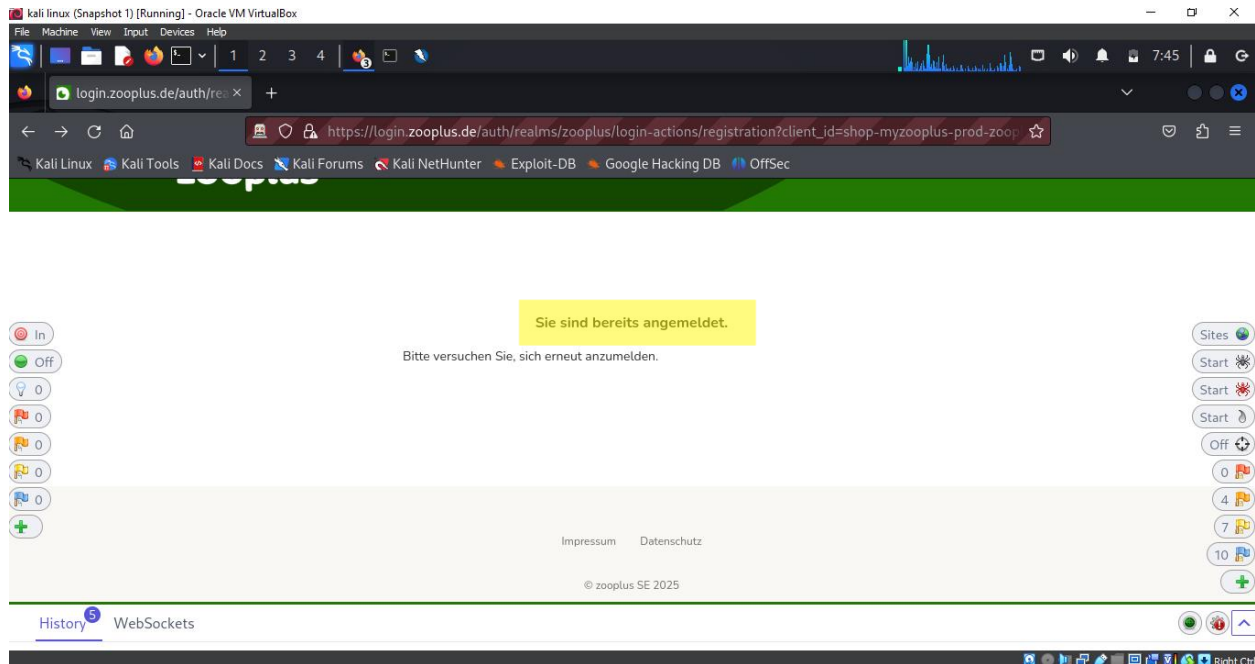 kali linux (Snapshot 1) [Running] - Oracle VM VirtualBox
File Machine View Input Devices Help
1 2 3 4
7:45
login.zooplus.de/auth/rea
https://login.zooplus.de/auth/realms/zooplus/login-actions/registration?client_id=shop-myzooplus-prod-zoop
Kali Linux Kali Tools Kali Docs Kali Forums Kali NetHunter Exploit-DB Google Hacking DB OffSec
zooplus
Sie sind bereits angemeldet.
Bitte versuchen Sie, sich erneut anzumelden.
In
Off
0
0
0
0
0
Sites
Start
Start
Start
Off
0
4
7
10
Impressum Datenschutz
© zooplus SE 2025
History 5 WebSockets
Right Ctrl